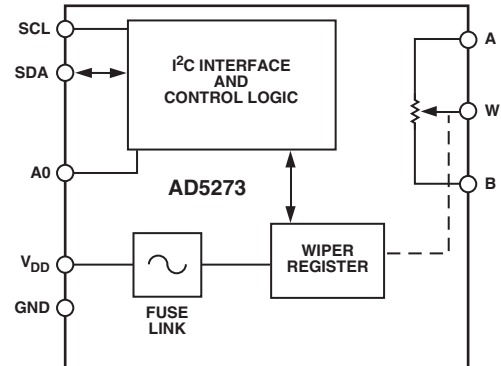 SCL
SDA
A0
V_DD
GND
I²C INTERFACE
AND
CONTROL LOGIC
AD5273
FUSE
LINK
WIPER
REGISTER
A
W
B